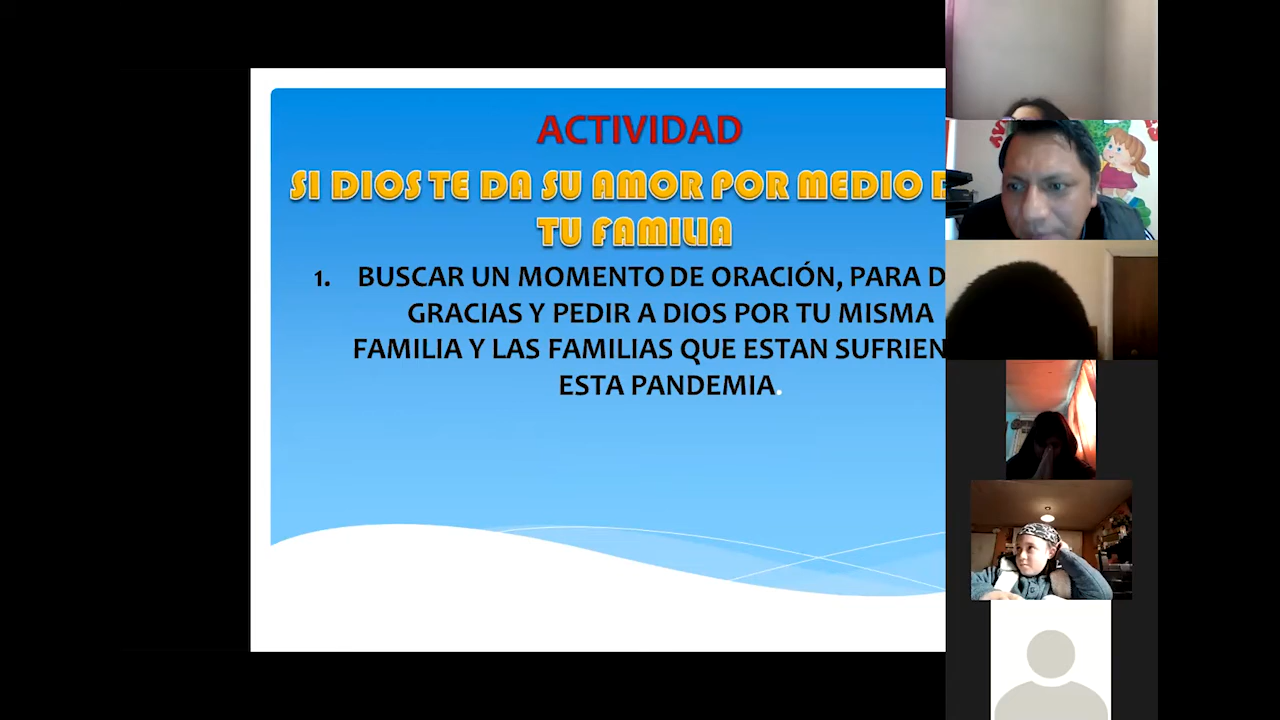 ACTIVIDAD
SI DIOS TE DA SU AMOR POR MEDIO
TU FAMILIA
1. BUSCAR UN MOMENTO DE ORACIÓN, PARA
GRACIAS Y PEDIR A DIOS POR TU MISMA
FAMILIA Y LAS FAMILIAS QUE ESTAN SUFRIEN
ESTA PANDEMIA.